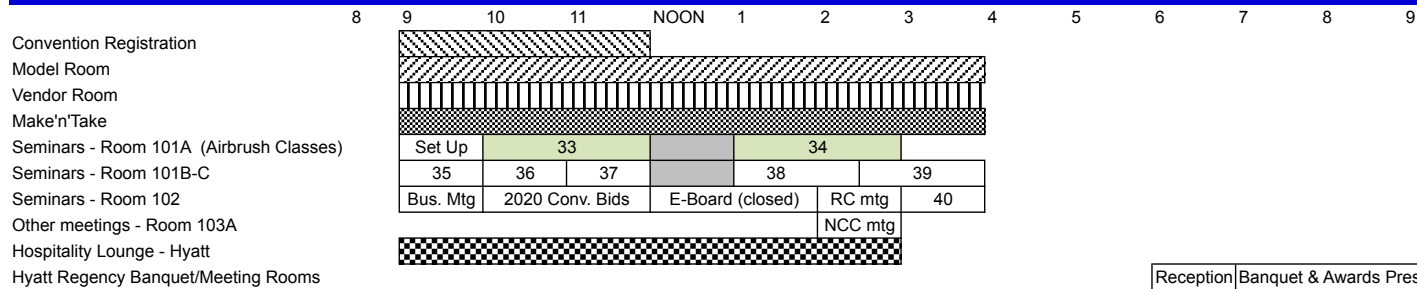 8 9 10 11 NOON 1 2 3 4 5 6 7 8 9
Convention Registration
Model Room
Vendor Room
Make'n'Take
Seminars - Room 101A (Airbrush Classes) Set Up 33 34
Seminars - Room 101B-C 35 36 37 38 39
Seminars - Room 102 Bus. Mtg 2020 Conv. Bids E-Board (closed) RC mtg 40
Other meetings - Room 103A NCC mtg
Hospitality Lounge - Hyatt
Hyatt Regency Banquet/Meeting Rooms Reception Banquet & Awards Pres